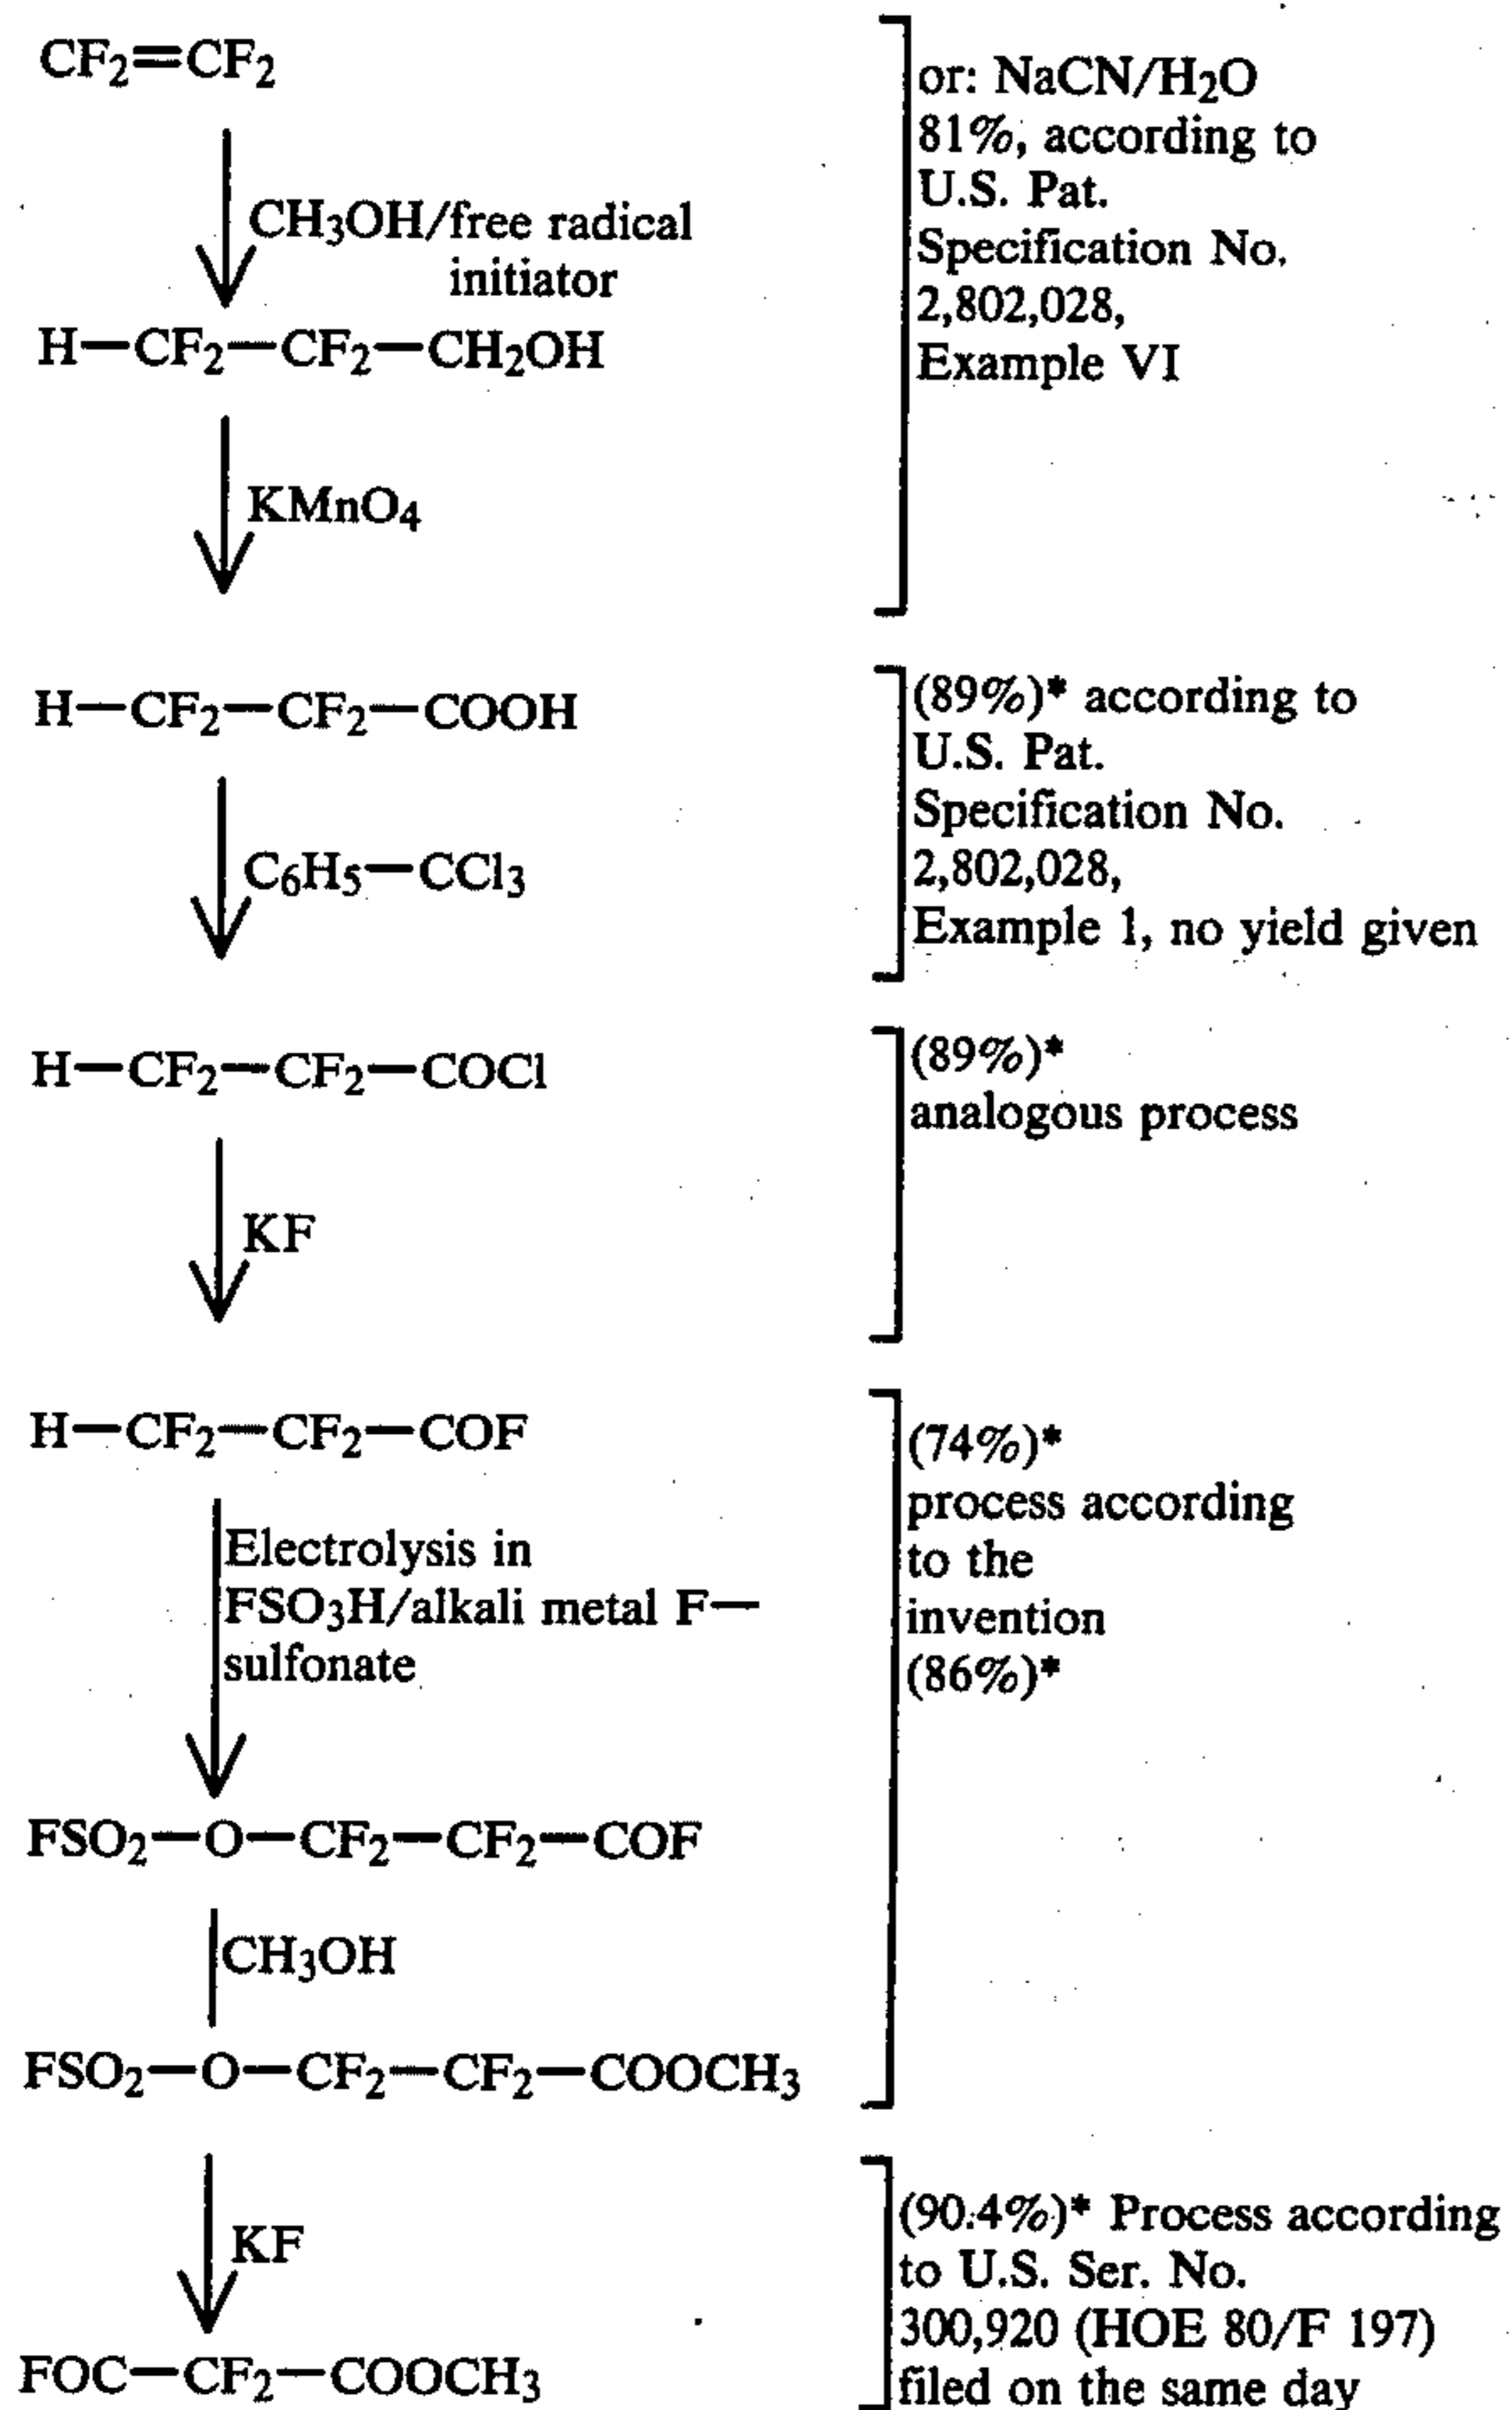 CF2=CF2
CH3OH/free radical
initiator
H—CF2—CF2—CH2OH
KMnO4
or: NaCN/H2O
81%, according to
U.S. Pat.
Specification No.
2,802,028,
Example VI
H—CF2—CF2—COOH
C6H5—CCl3
(89%)* according to
U.S. Pat.
Specification No.
2,802,028,
Example 1, no yield given
H—CF2—CF2—COCl
KF
(89%)*
analogous process
H—CF2—CF2—COF
Electrolysis in
FSO3H/alkali metal F—
sulfonate
FSO2—O—CF2—CF2—COF
CH3OH
FSO2—O—CF2—CF2—COOCH3
(74%)*
process according
to the
invention
(86%)*
KF
FOC—CF2—COOCH3
(90.4%)* Process according
to U.S. Ser. No.
300,920 (HOE 80/F 197)
filed on the same day